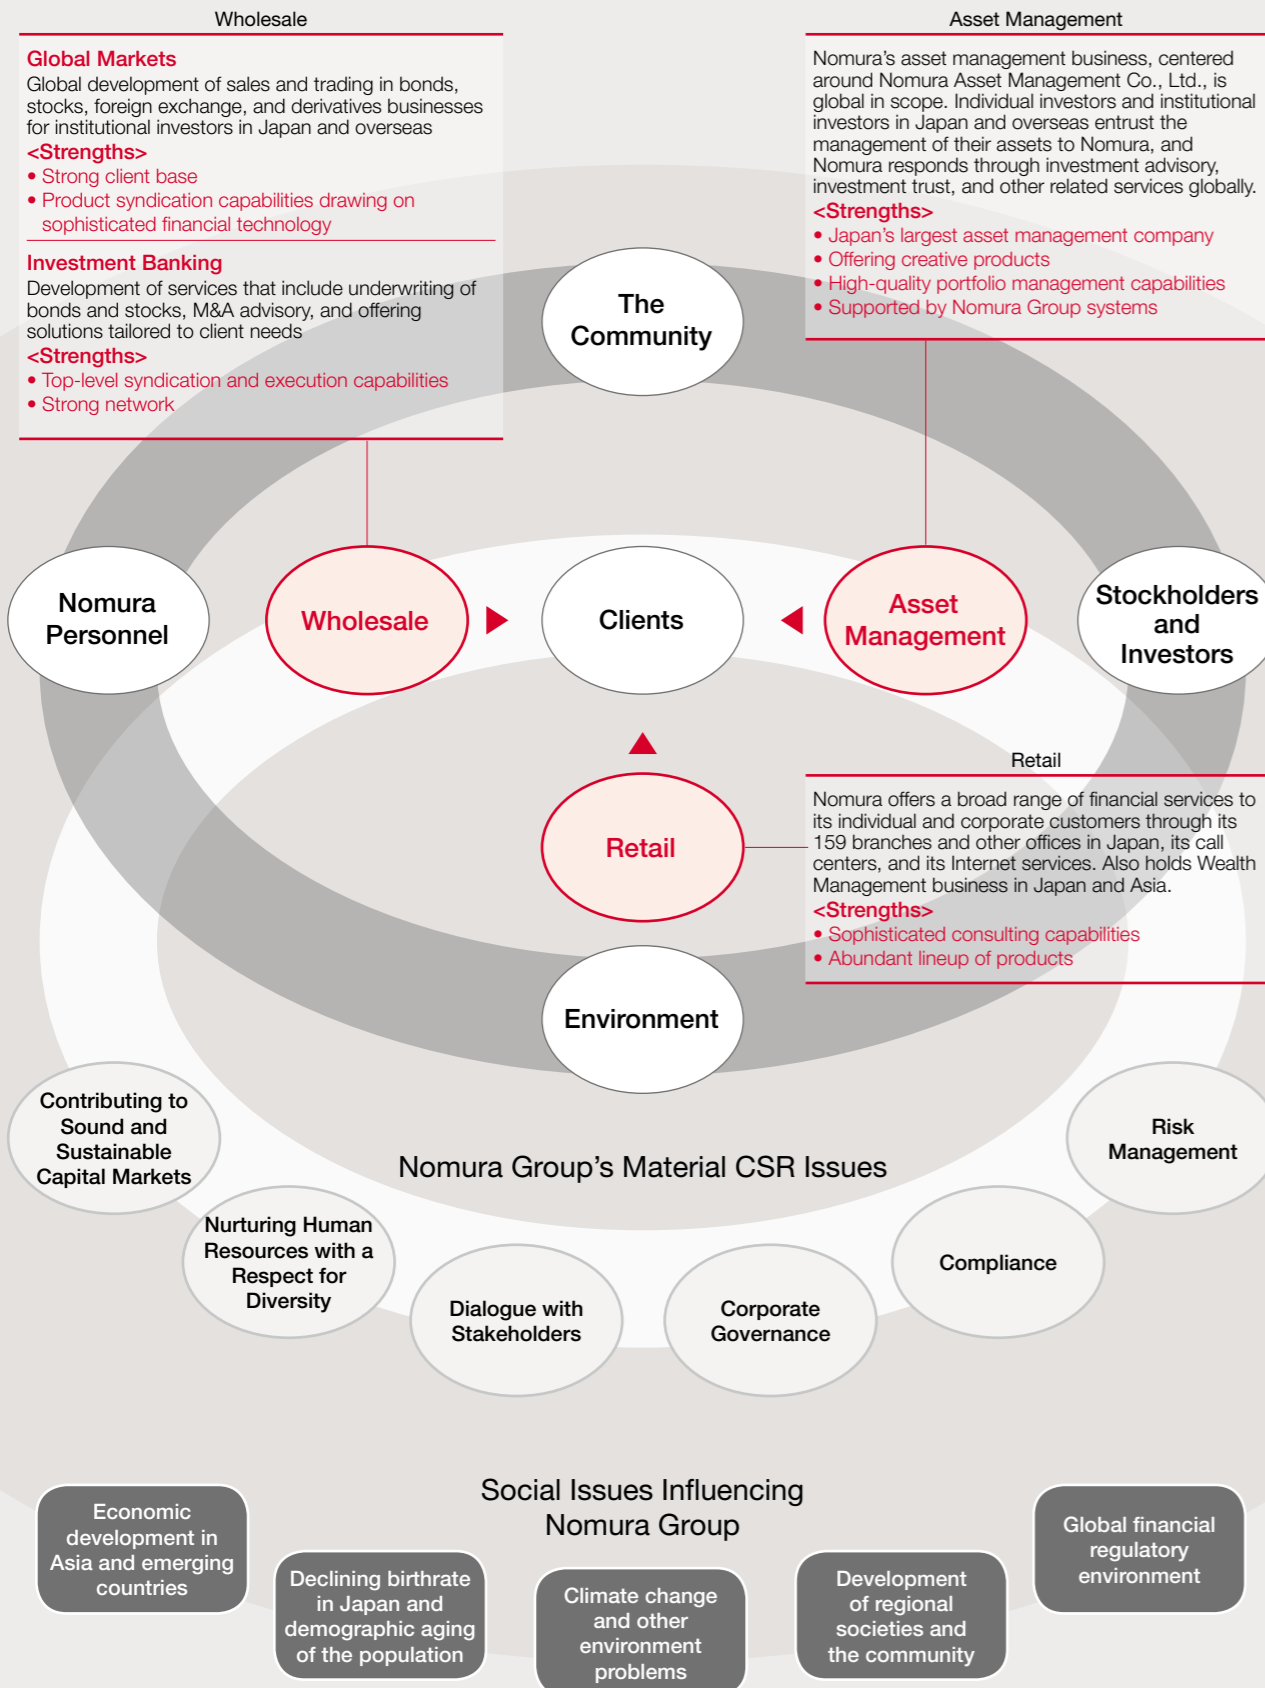 Wholesale
Global Markets
Global development of sales and trading in bonds,
stocks, foreign exchange, and derivatives businesses
for institutional investors in Japan and overseas
<Strengths>
• Strong client base
• Product syndication capabilities drawing on
sophisticated financial technology
Investment Banking
Development of services that include underwriting of
bonds and stocks, M&A advisory, and offering
solutions tailored to client needs
<Strengths>
• Top-level syndication and execution capabilities
• Strong network
Asset Management
Nomura’s asset management business, centered
around Nomura Asset Management Co., Ltd., is
global in scope. Individual investors and institutional
investors in Japan and overseas entrust the
management of their assets to Nomura, and
Nomura responds through investment advisory,
investment trust, and other related services globally.
<Strengths>
• Japan’s largest asset management company
• Offering creative products
• High-quality portfolio management capabilities
• Supported by Nomura Group systems
The
Community
Nomura
Personnel
Wholesale
Clients
Asset
Management
Stockholders
and
Investors
Retail
Retail
Nomura offers a broad range of financial services to
its individual and corporate customers through its
159 branches and other offices in Japan, its call
centers, and its Internet services. Also holds Wealth
Management business in Japan and Asia.
<Strengths>
• Sophisticated consulting capabilities
• Abundant lineup of products
Environment
Contributing to
Sound and
Sustainable
Capital Markets
Nomura Group’s Material CSR Issues
Risk
Management
Nurturing Human
Resources with a
Respect for
Diversity
Dialogue with
Stakeholders
Corporate
Governance
Compliance
Social Issues Influencing
Nomura Group
Economic
development in
Asia and emerging
countries
Declining birthrate
in Japan and
demographic aging
of the population
Climate change
and other
environment
problems
Development
of regional
societies and
the community
Global financial
regulatory
environment